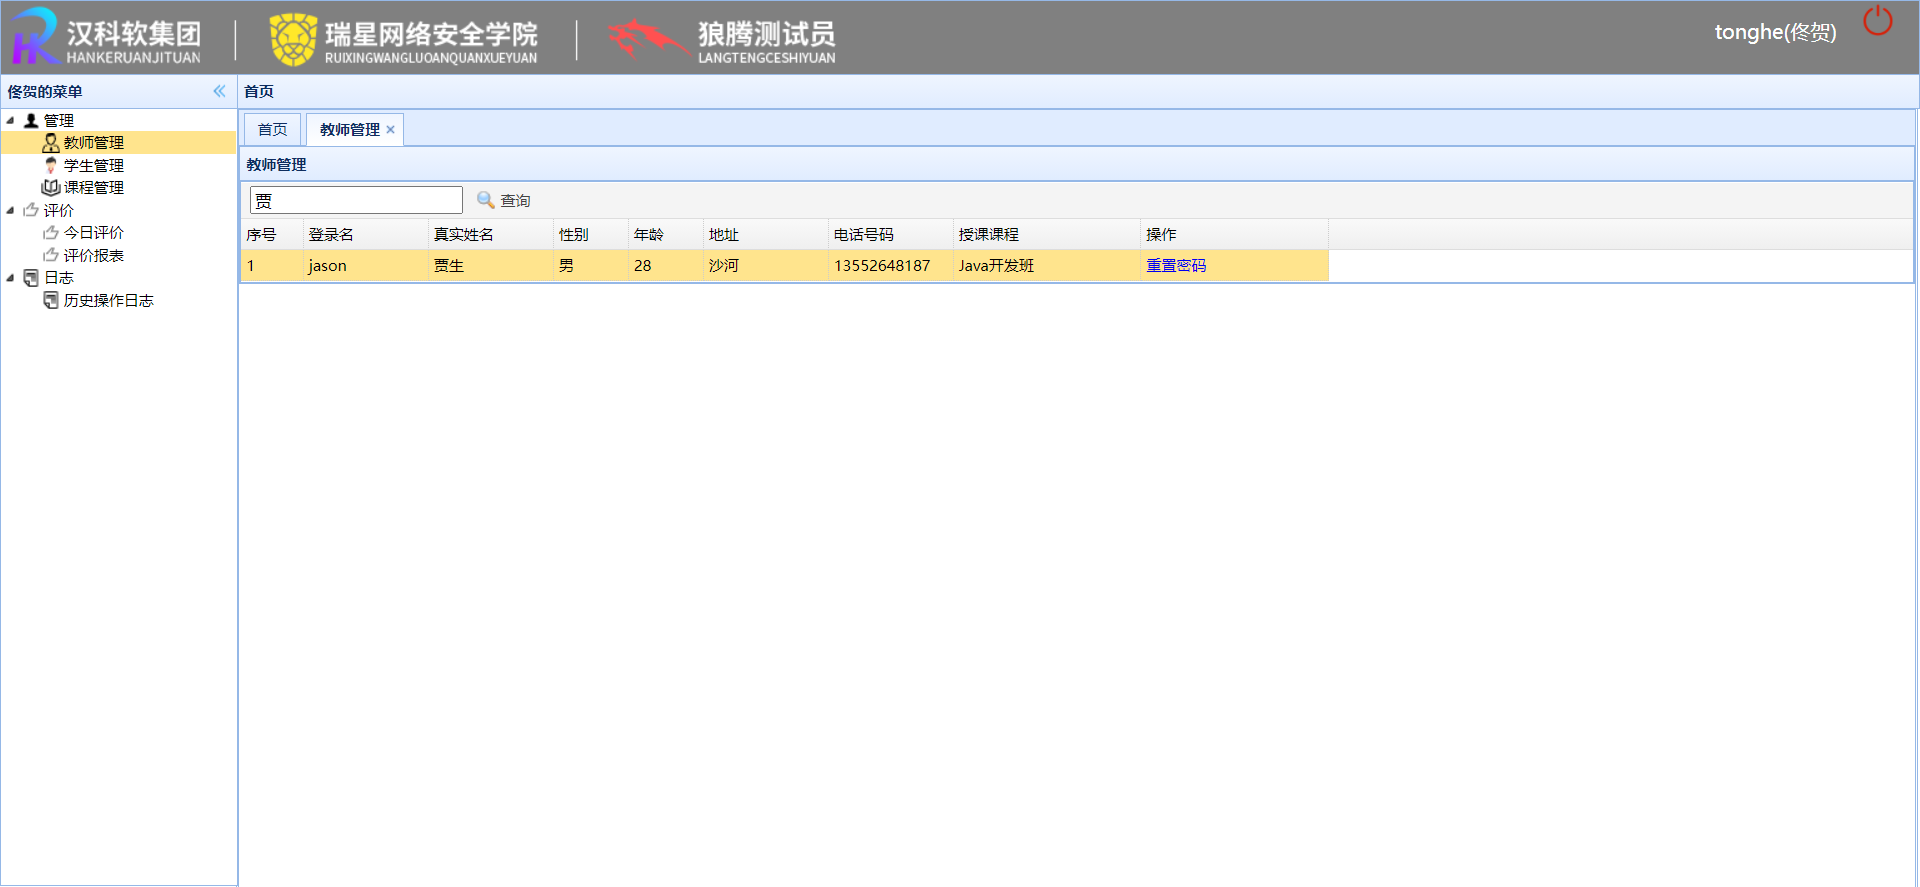 汉科软集团
HANKERUANJITUAN
瑞星网络安全学院
RUIXINGWANGLUOANQUANXUEYUAN
狼腾测试员
LANGTENGCESHIYUAN
tonghe(佟贺)
佟贺的菜单
管理
教师管理
学生管理
课程管理
评价
今日评价
评价报表
日志
历史操作日志
首页
首页 教师管理
教师管理
贾 查询
序号 登录名 真实姓名 性别 年龄 地址 电话号码 授课课程 操作
1 jason 贾生 男 28 沙河 13552648187 Java开发班 重置密码